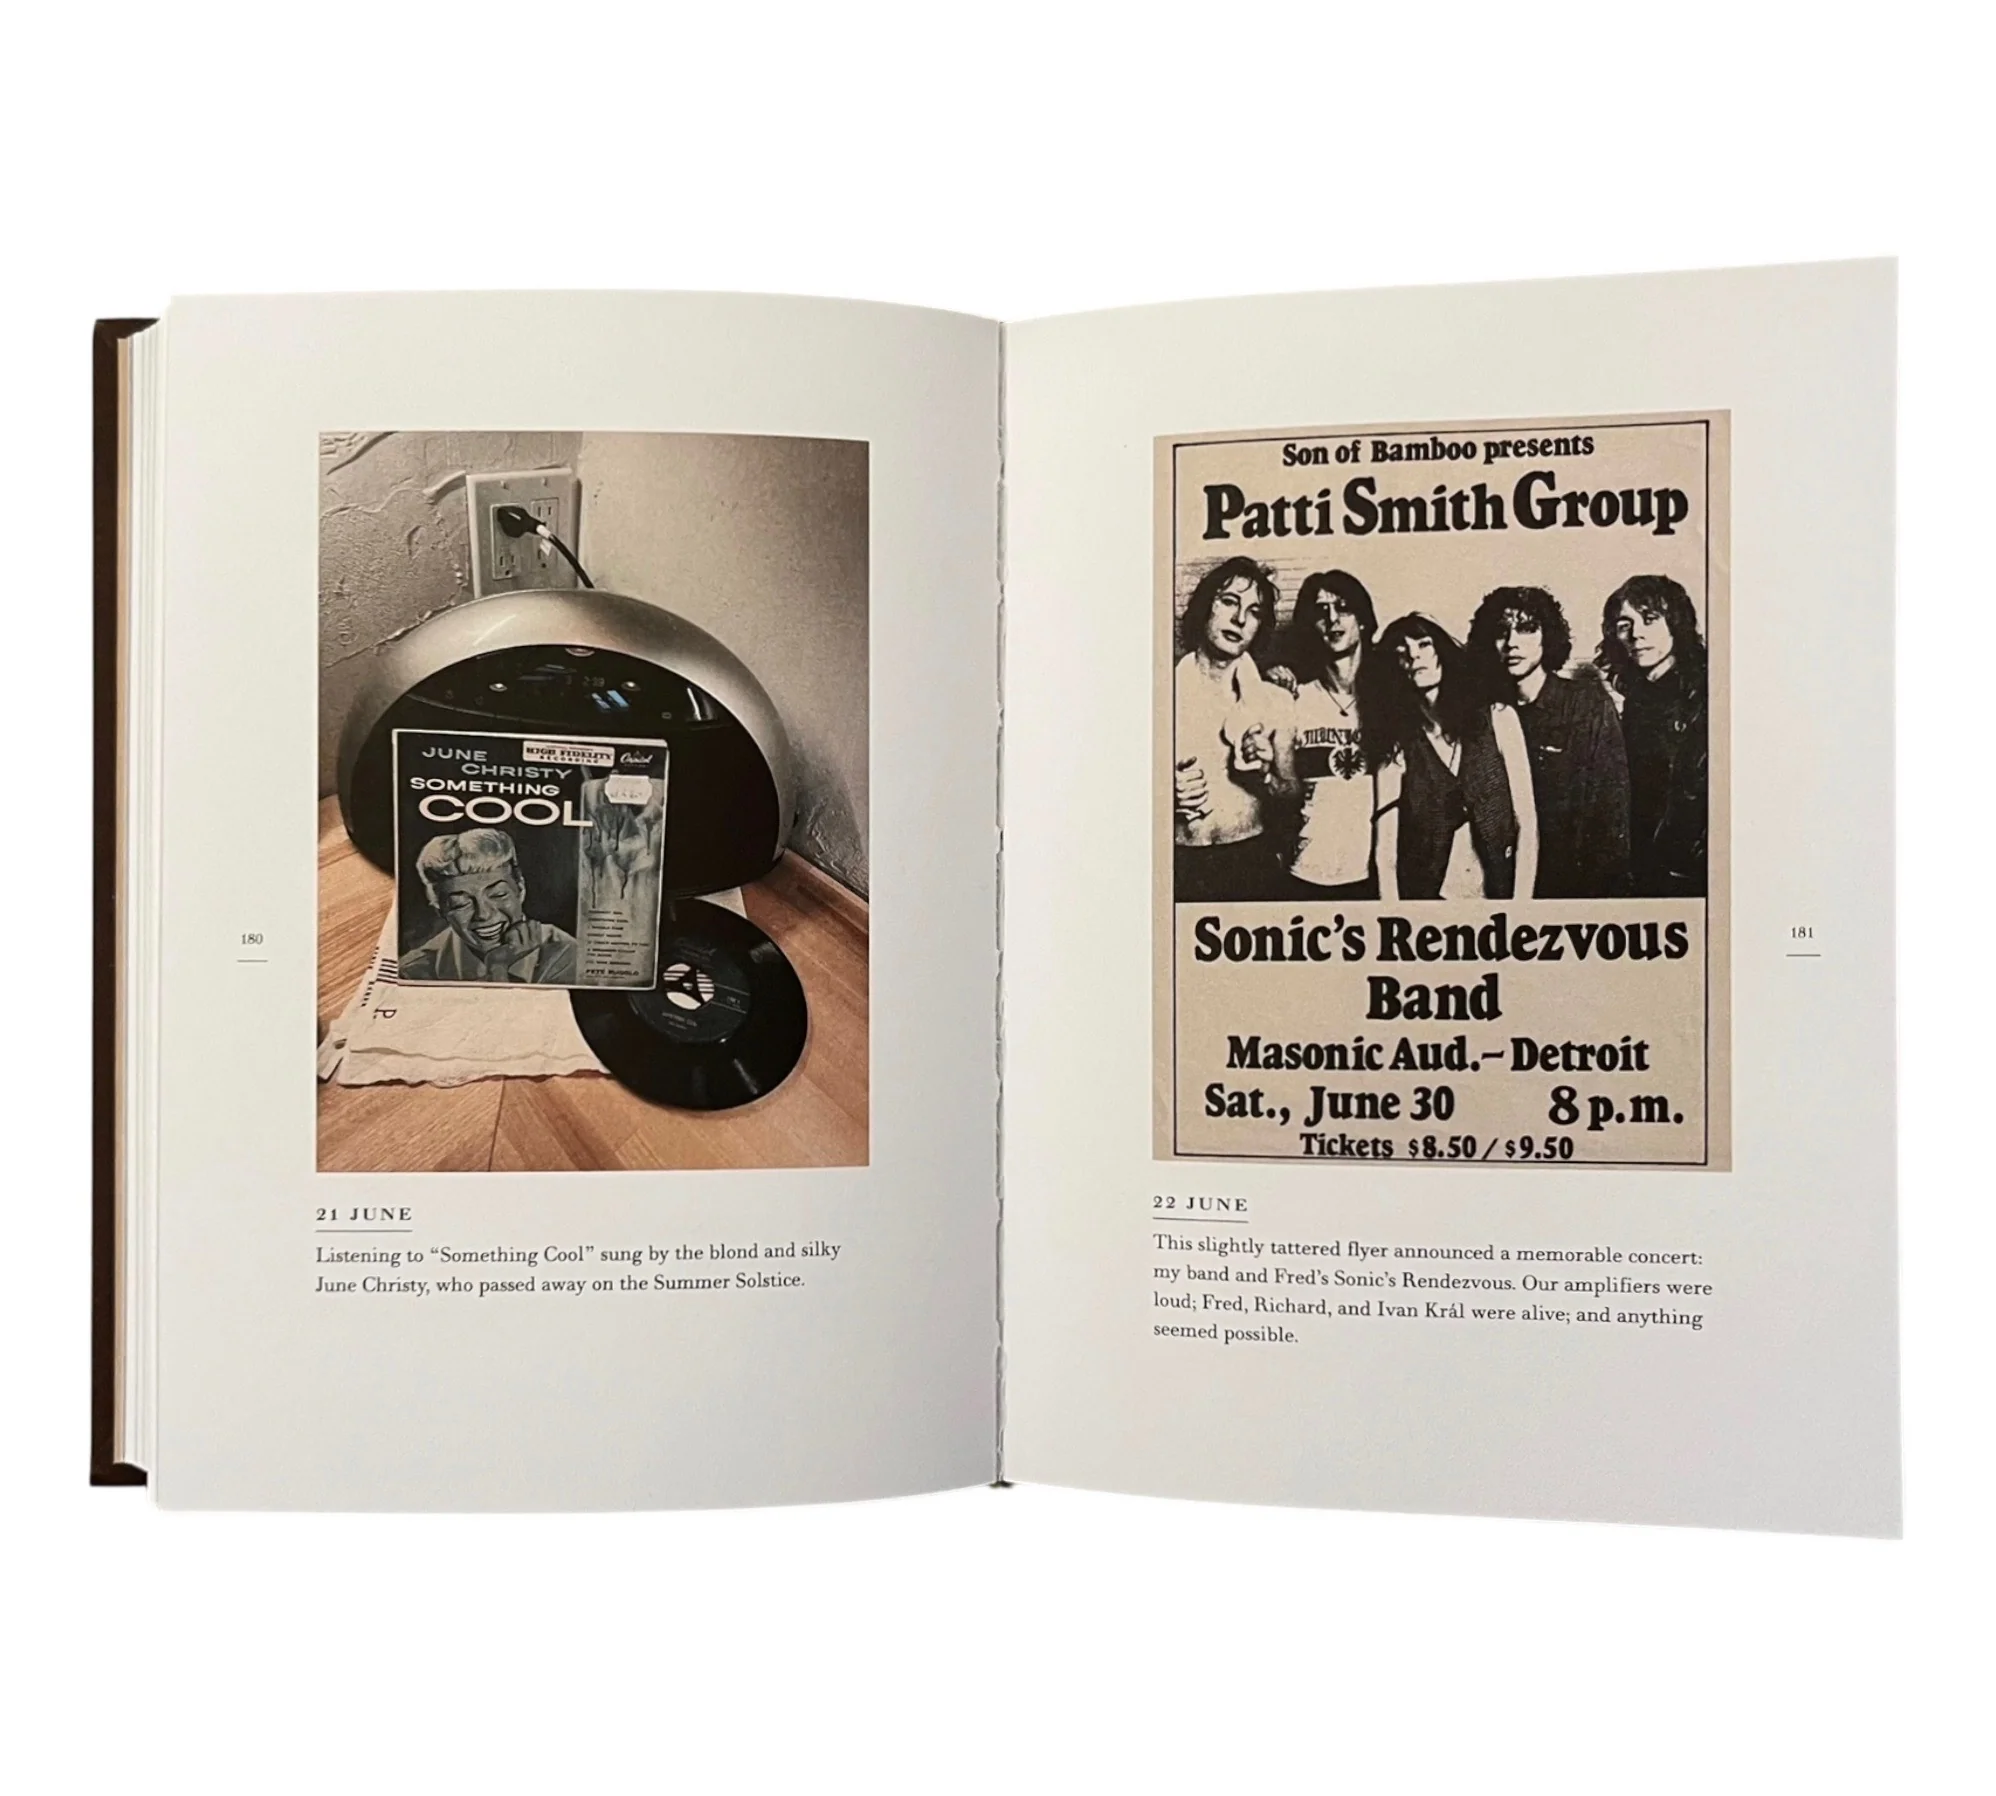 180
JUNE
CHRISTY
SOMETHING
COOL
HIGH FIDELITY
RECORDING
Capitol
PETE RUGOLO
21 JUNE
Listening to “Something Cool” sung by the blond and silky
June Christy, who passed away on the Summer Solstice.
Son of Bamboo presents
Patti Smith Group
Sonic’s Rendezvous
Band
Masonic Aud.–Detroit
Sat., June 30 8 p.m.
Tickets $8.50 / $9.50
181
22 JUNE
This slightly tattered flyer announced a memorable concert:
my band and Fred’s Sonic’s Rendezvous. Our amplifiers were
loud; Fred, Richard, and Ivan Král were alive; and anything
seemed possible.